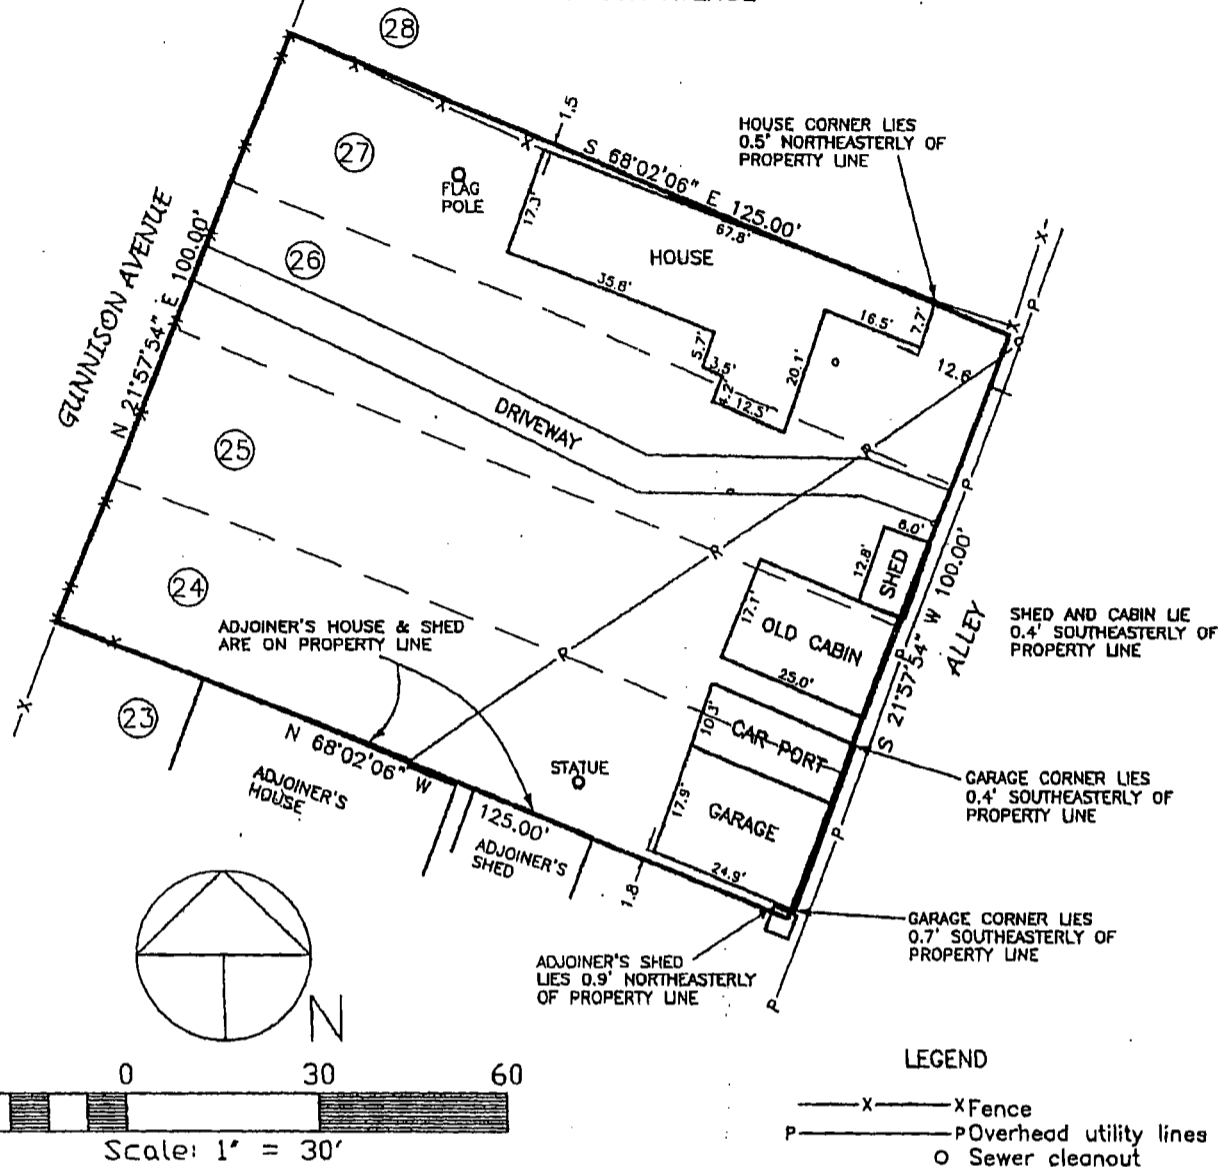 28
27
FLAG
POLE
1.5
S 68°02'06" E 125.00'
67.8'
17.3'
HOUSE
HOUSE CORNER LIES
0.5' NORTHEASTERLY OF
PROPERTY LINE
X-
P
GUNNISON AVENUE
N 21°57'54" E 100.00'
26
35.8'
16.5'
7.7'
5.7'
3.5'
4.2
12.5'
20.1'
12.6
DRIVEWAY
25
P
P
P
8.0'
12.8'
SHED
17.1'
OLD CABIN
25.0'
S 21°57'54" W 100.00'
ALLEY
SHED AND CABIN LIE
0.4' SOUTHEASTERLY OF
PROPERTY LINE
24
ADJOINER'S HOUSE & SHED
ARE ON PROPERTY LINE
P
P
23
N 68°02'06" W 125.00'
ADJOINER'S
HOUSE
ADJOINER'S
SHED
STATUE
10.3'
CAR PORT
17.9'
GARAGE
24.9'
1.8
GARAGE CORNER LIES
0.4' SOUTHEASTERLY OF
PROPERTY LINE
P
GARAGE CORNER LIES
0.7' SOUTHEASTERLY OF
PROPERTY LINE
ADJOINER'S SHED
LIES 0.9' NORTHEASTERLY
OF PROPERTY LINE
P
N
0 30 60
Scale: 1" = 30'
LEGEND
X X Fence
P P Overhead utility lines
O Sewer cleanout